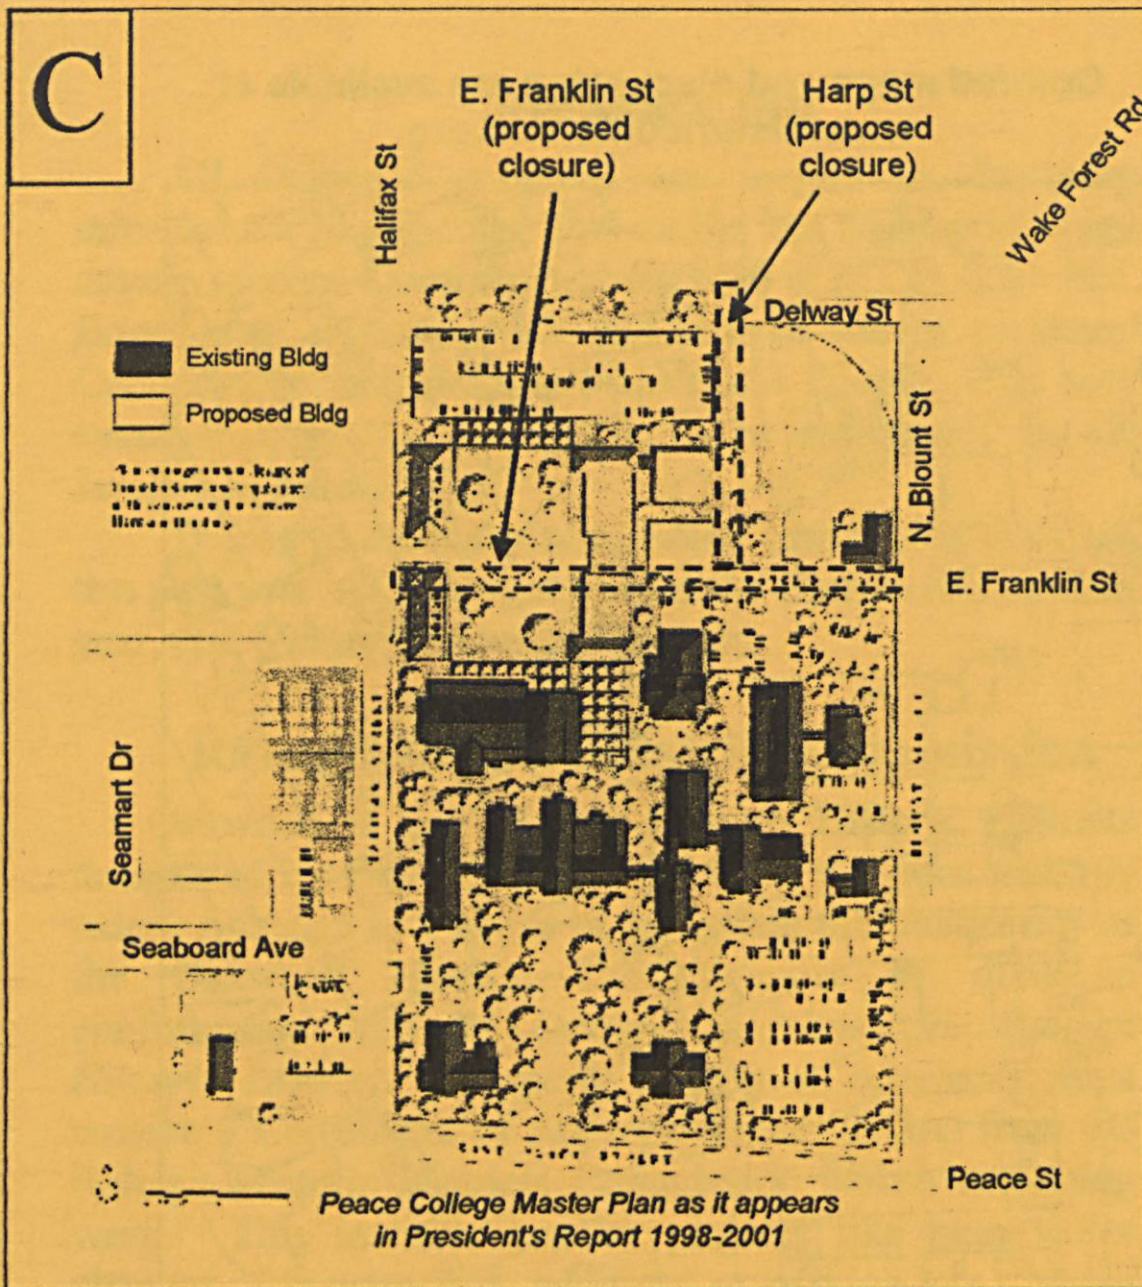 C
E. Franklin St
(proposed
closure)
Harp St
(proposed
closure)
Wake Forest Rd
Halifax St
Delway St
Existing Bldg
Proposed Bldg
N. Blount St
E. Franklin St
Seamart Dr
Seaboard Ave
Peace St
Peace College Master Plan as it appears
in President's Report 1998-2001